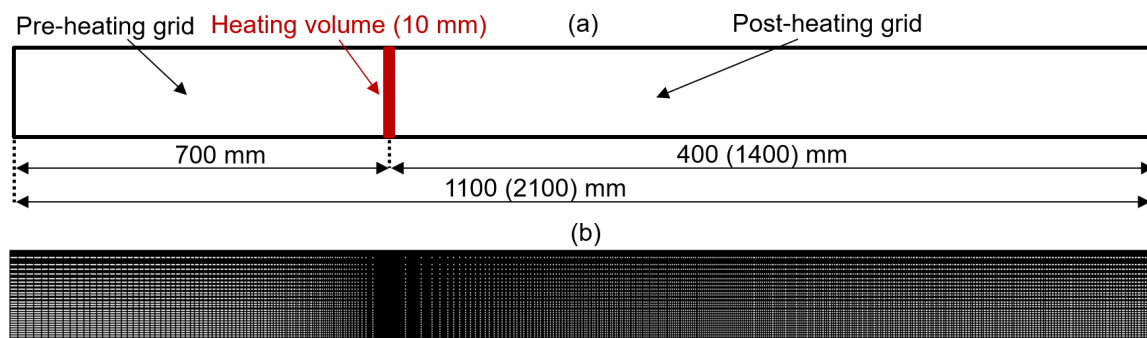 Pre-heating grid Heating volume (10 mm) (a) Post-heating grid
700 mm 400 (1400) mm
1100 (2100) mm
(b)